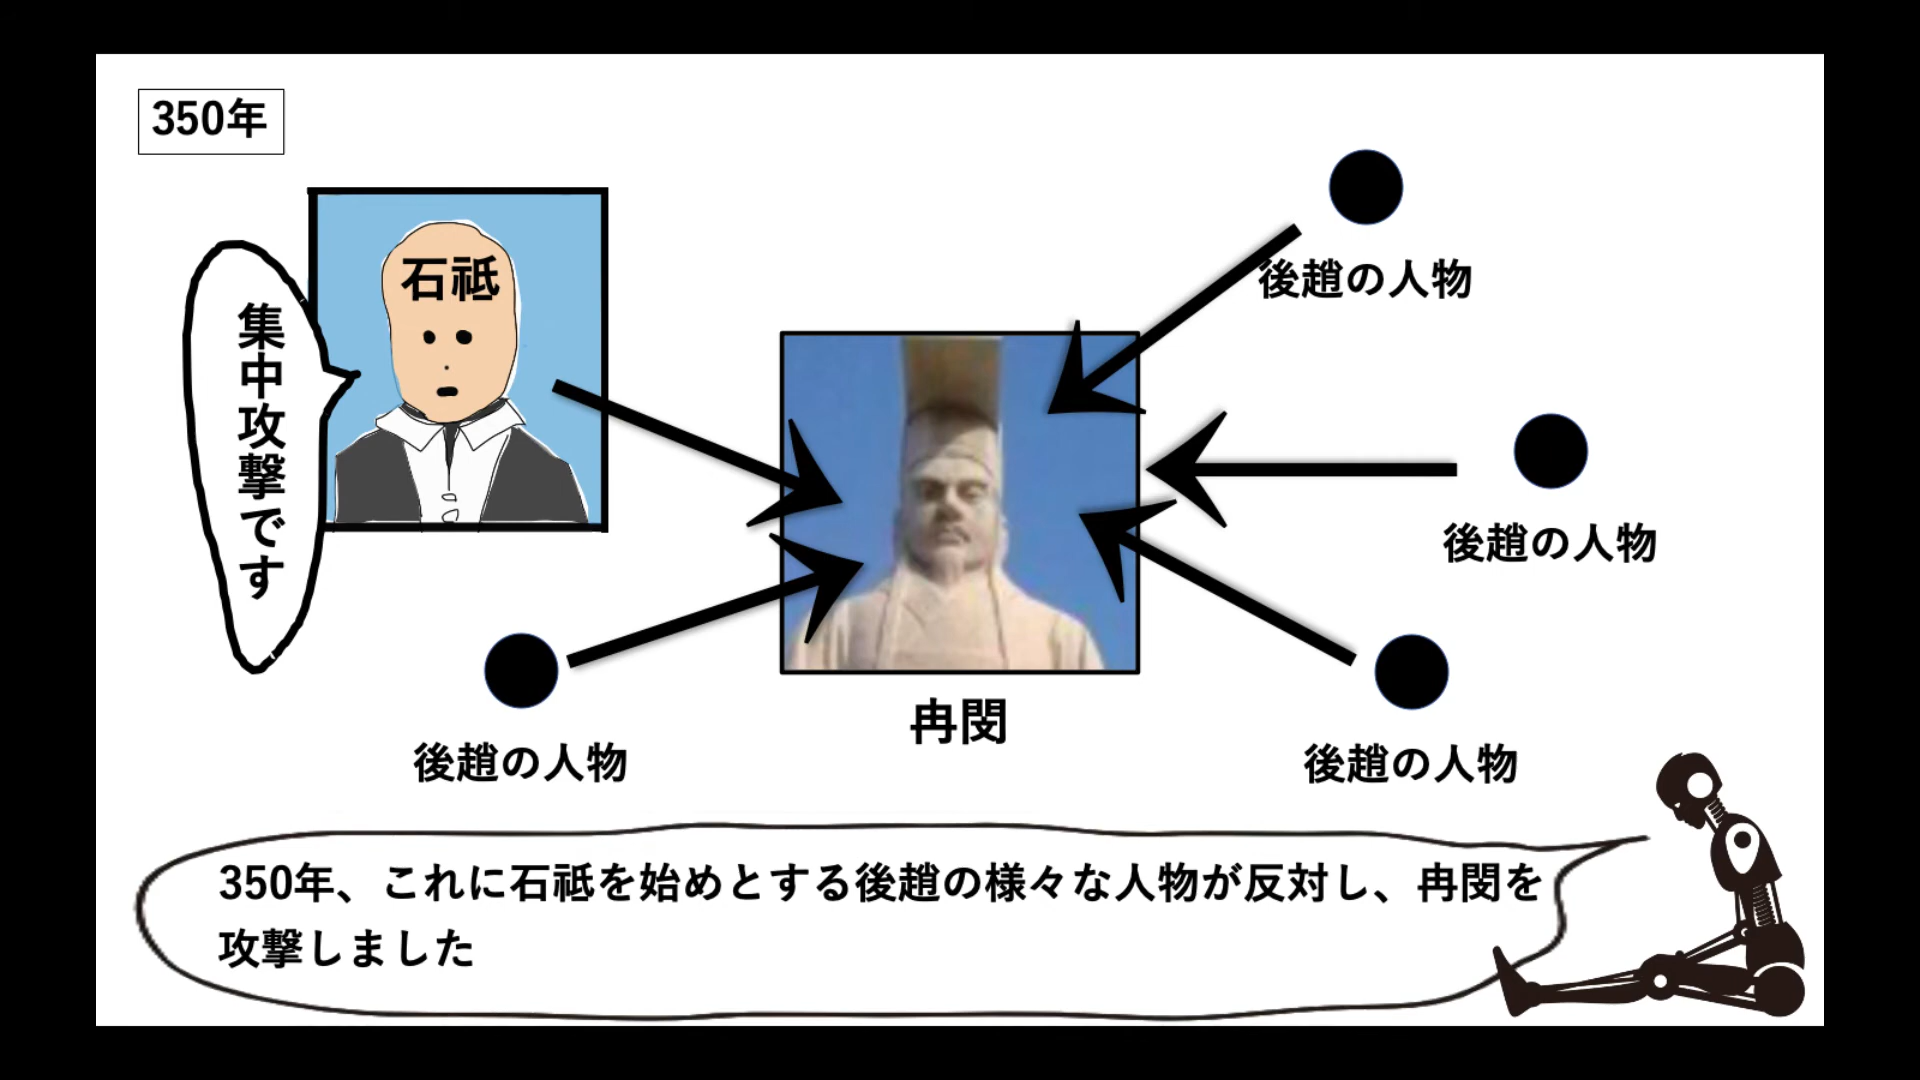 350年
石祗
集中攻撃です
後趙の人物
後趙の人物
冉閔
後趙の人物
後趙の人物
350年、これに石祗を始めとする後趙の様々な人物が反対し、冉閔を
攻撃しました